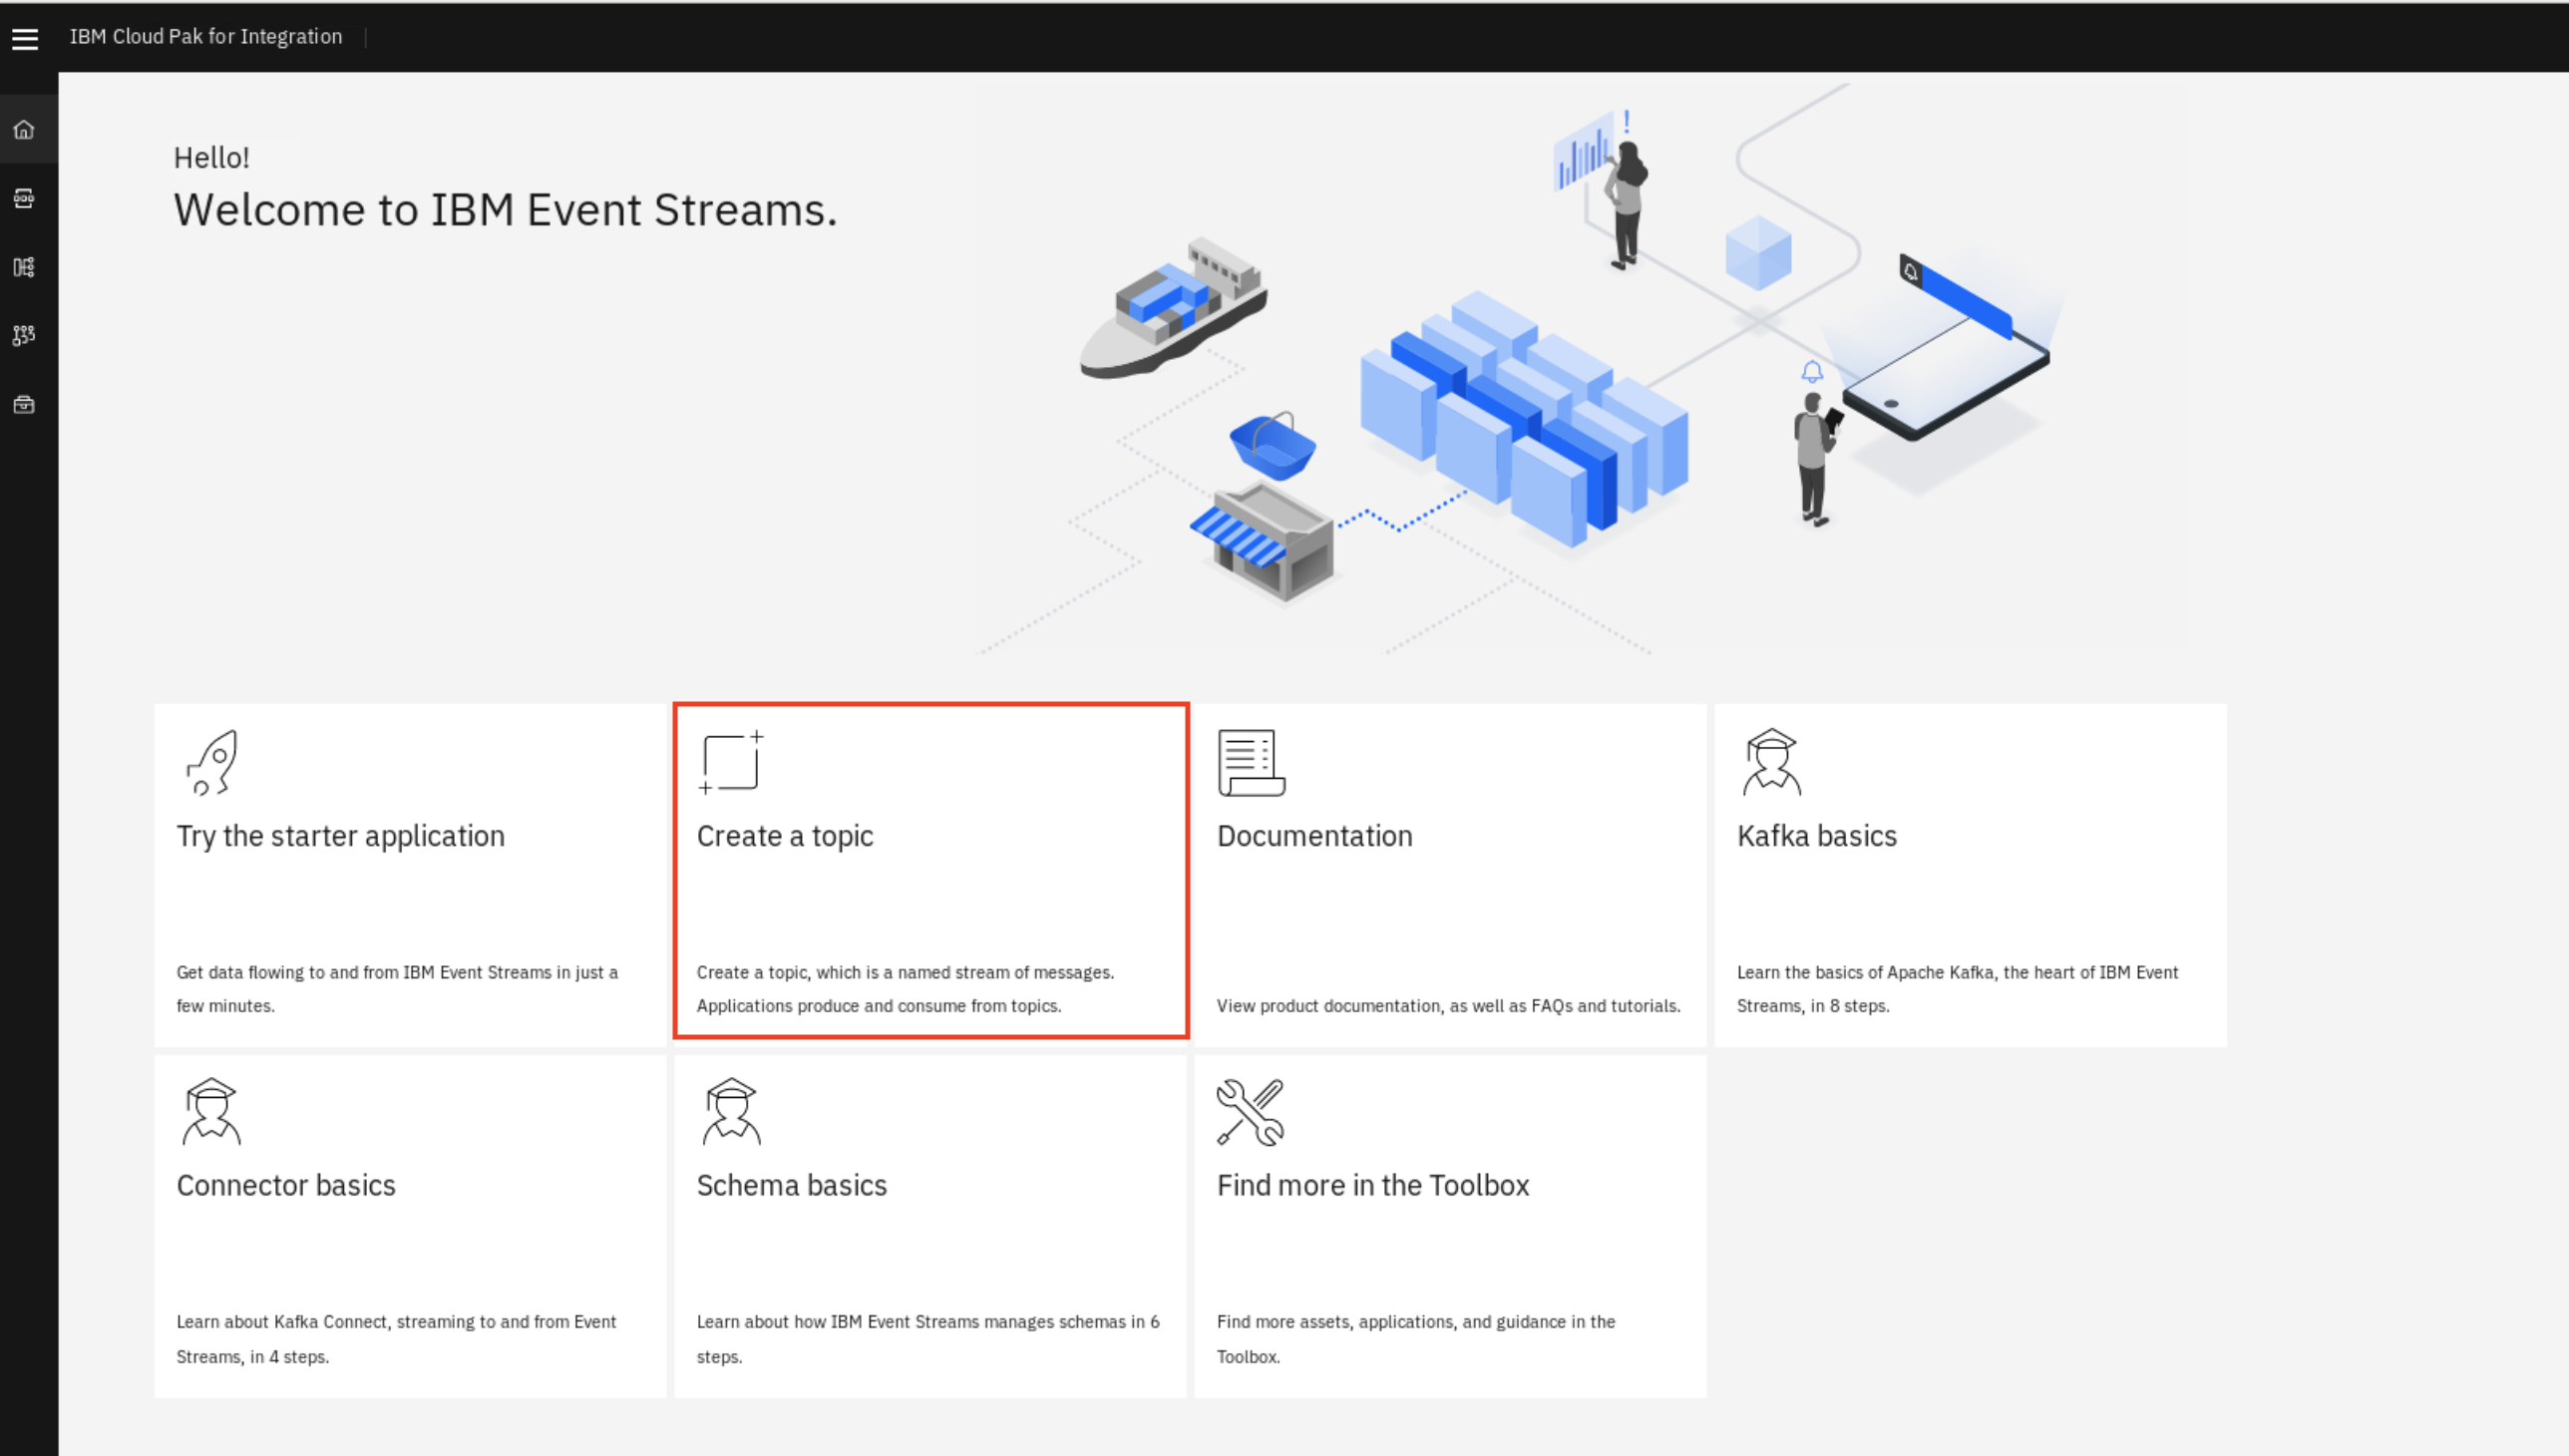 IBM Cloud Pak for Integration
Hello!
Welcome to IBM Event Streams.
Try the starter application
Get data flowing to and from IBM Event Streams in just a
few minutes.
Create a topic
Create a topic, which is a named stream of messages.
Applications produce and consume from topics.
Documentation
View product documentation, as well as FAQs and tutorials.
Kafka basics
Learn the basics of Apache Kafka, the heart of IBM Event
Streams, in 8 steps.
Connector basics
Learn about Kafka Connect, streaming to and from Event
Streams, in 4 steps.
Schema basics
Learn about how IBM Event Streams manages schemas in 6
steps.
Find more in the Toolbox
Find more assets, applications, and guidance in the
Toolbox.